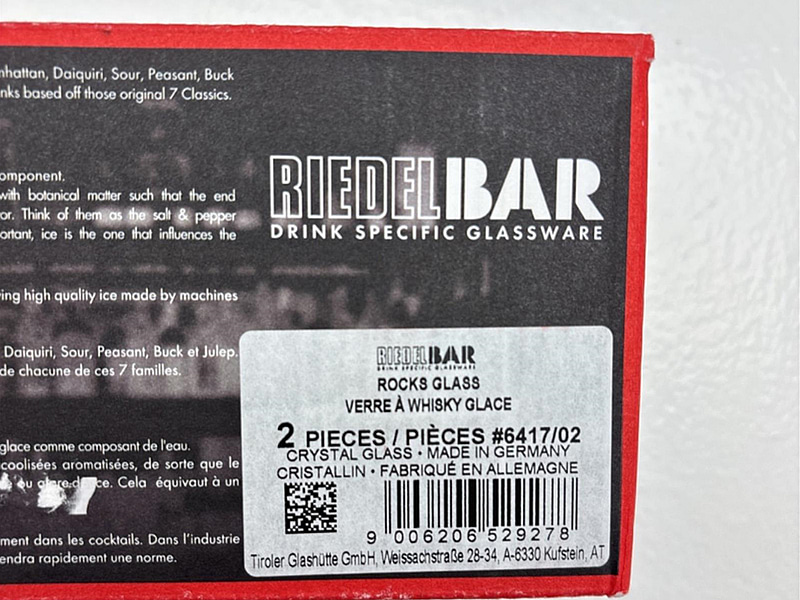 nhattan, Daiquiri, Sour, Peasant, Buck
nks based off those original 7 Classics.
omponent.
with botanical matter such that the end
or. Think of them as the salt & pepper
ortant, ice is the one that influences the
ing high quality ice made by machines
Daiquiri, Sour, Peasant, Buck et Julep.
de chacune de ces 7 familles.
glace comme composant de l'eau.
coolisées aromatisées, de sorte que le
ce. Cela équivaut à un
ment dans les cocktails. Dans l'industrie
endra rapidement une norme.
RIEDEL BAR
DRINK SPECIFIC GLASSWARE
RIEDEL BAR
DRINK SPECIFIC GLASSWARE
ROCKS GLASS
VERRE À WHISKY GLACE
2 PIECES / PIÈCES #6417/02
CRYSTAL GLASS • MADE IN GERMANY
CRISTALLIN • FABRIQUÉ EN ALLEMAGNE
9 006206 529278
Tiroler Glashütte GmbH, Weissachstraße 28-34, A-6330 Kufstein, AT